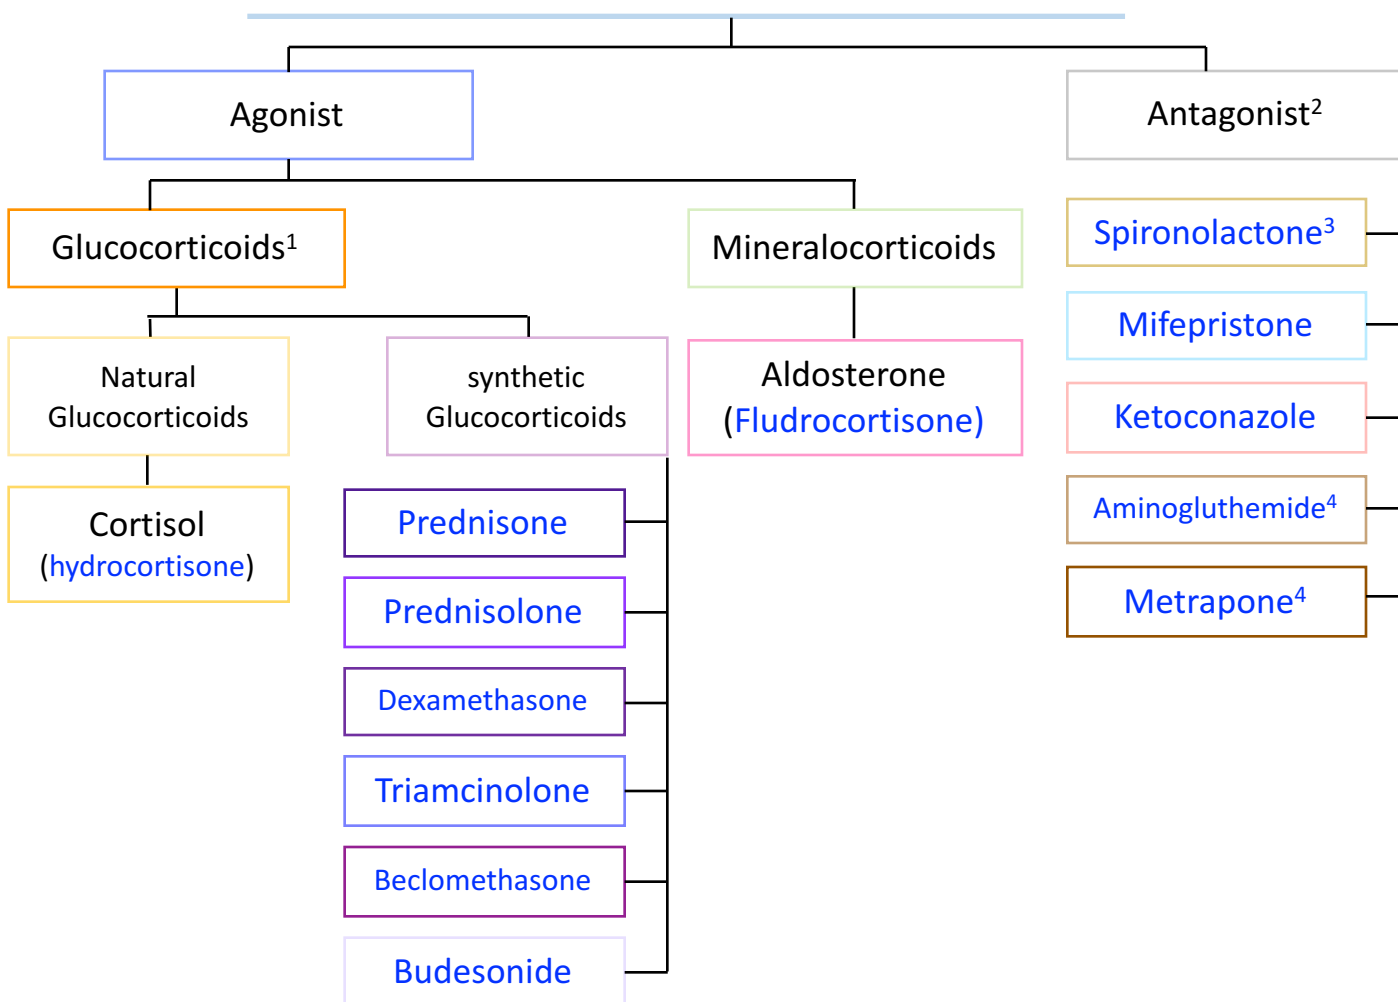 Agonist
Antagonist²
Glucocorticoids¹
Mineralocorticoids
Spironolactone³
Mifepristone
Natural
Glucocorticoids
synthetic
Glucocorticoids
Aldosterone
(Fludrocortisone)
Ketoconazole
Cortisol
(hydrocortisone)
Prednisone
Aminogluthemide⁴
Prednisolone
Metrapone⁴
Dexamethasone
Triamcinolone
Beclomethasone
Budesonide